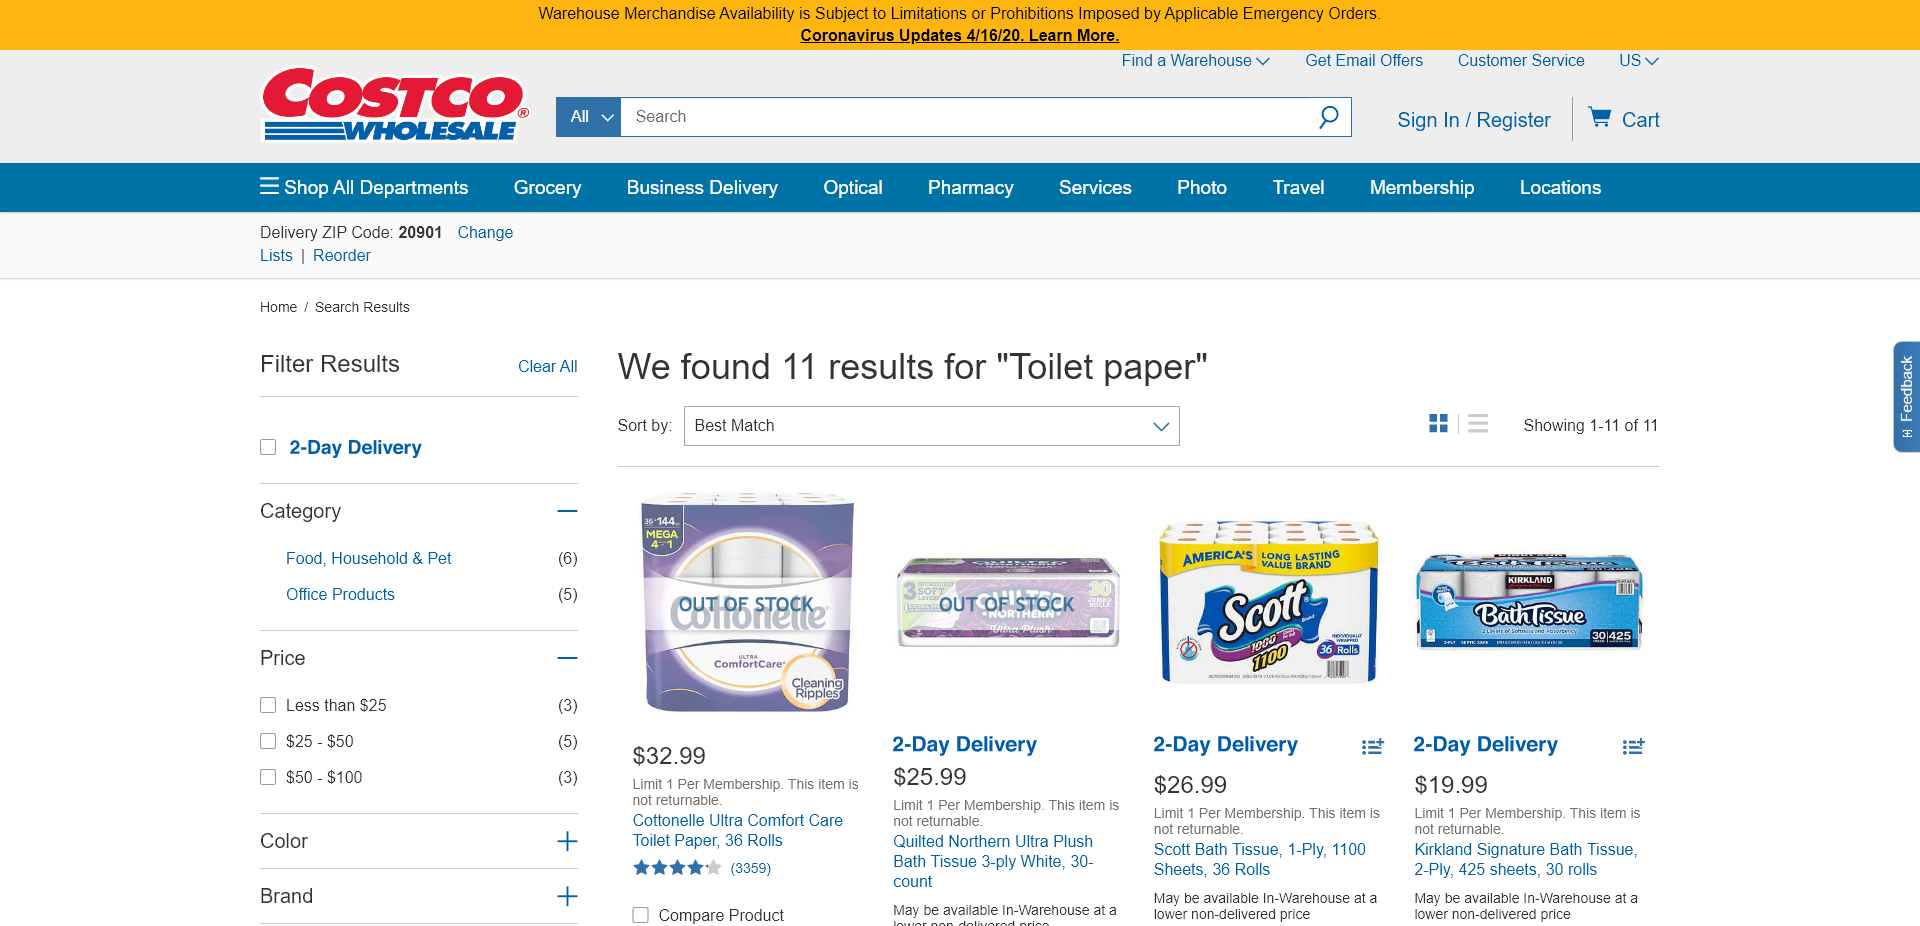 Warehouse Merchandise Availability is Subject to Limitations or Prohibitions Imposed by Applicable Emergency Orders.
Coronavirus Updates 4/16/20. Learn More.
Find a Warehouse
Get Email Offers
Customer Service
US
COSTCO
WHOLESALE
All
Search
Sign In / Register
Cart
Shop All Departments
Grocery
Business Delivery
Optical
Pharmacy
Services
Photo
Travel
Membership
Locations
Delivery ZIP Code: 20901 Change
Lists | Reorder
Home / Search Results
Filter Results
Clear All
2-Day Delivery
Category
Food, Household & Pet (6)
Office Products (5)
Price
Less than $25 (3)
$25 - $50 (5)
$50 - $100 (3)
Color
Brand
We found 11 results for "Toilet paper"
Sort by: Best Match
Showing 1-11 of 11
Feedback
MEGA
OUT OF STOCK
Cottonelle
ULTRA
ComfortCare
Cleaning
Ripples
$32.99
Limit 1 Per Membership. This item is
not returnable.
Cottonelle Ultra Comfort Care
Toilet Paper, 36 Rolls
(3359)
Compare Product
QUILTED
OUT OF STOCK
NORTHERN
Ultra Plush
2-Day Delivery
$25.99
Limit 1 Per Membership. This item is
not returnable.
Quilted Northern Ultra Plush
Bath Tissue 3-ply White, 30-
count
May be available In-Warehouse at a
lower non-delivered price
AMERICA'S LONG LASTING
VALUE BRAND
Scott
1000
1100
INDIVIDUALLY
WRAPPED
36 Rolls
2-Day Delivery
$26.99
Limit 1 Per Membership. This item is
not returnable.
Scott Bath Tissue, 1-Ply, 1100
Sheets, 36 Rolls
May be available In-Warehouse at a
lower non-delivered price
KIRKLAND
Bath Tissue
2 Layers of Softness and Absorbency
30 425
2-Day Delivery
$19.99
Limit 1 Per Membership. This item is
not returnable.
Kirkland Signature Bath Tissue,
2-Ply, 425 sheets, 30 rolls
May be available In-Warehouse at a
lower non-delivered price